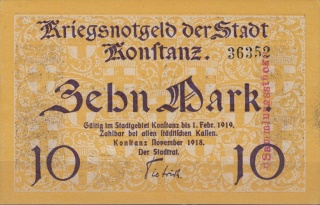 Kriegsnotgeld der Stadt
Konstanz.
36352
Zehn Mark.
Gültig im Stadtgebiet Konstanz bis 1. Febr. 1919.
Zahlbar bei allen städtischen Kassen.
Konstanz November 1918.
Der Stadtrat.
10
10